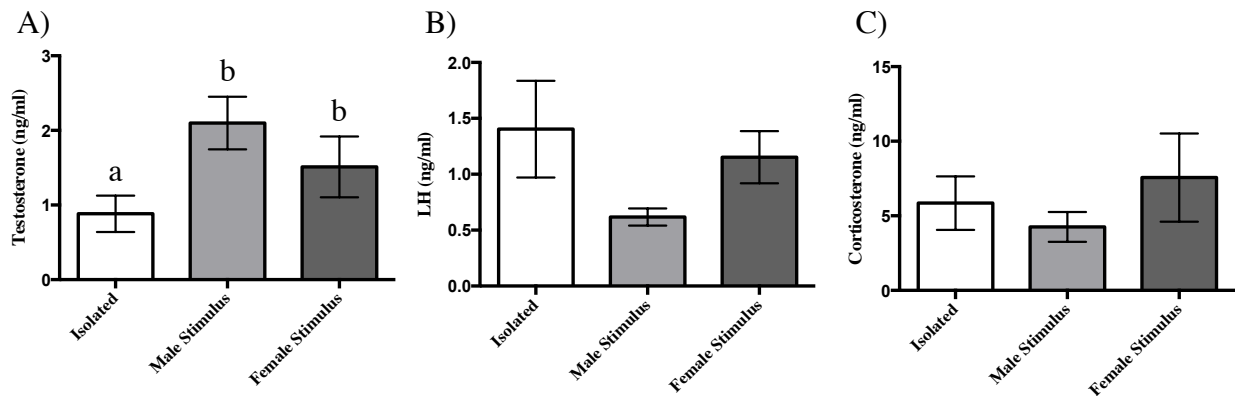 A)
Testosterone (ng/ml)
3
2
1
0
a
b
b
Isolated
Male Stimulus
Female Stimulus
B)
LH (ng/ml)
2.0
1.5
1.0
0.5
0.0
Isolated
Male Stimulus
Female Stimulus
C)
Corticosterone (ng/ml)
15
10
5
0
Isolated
Male Stimulus
Female Stimulus